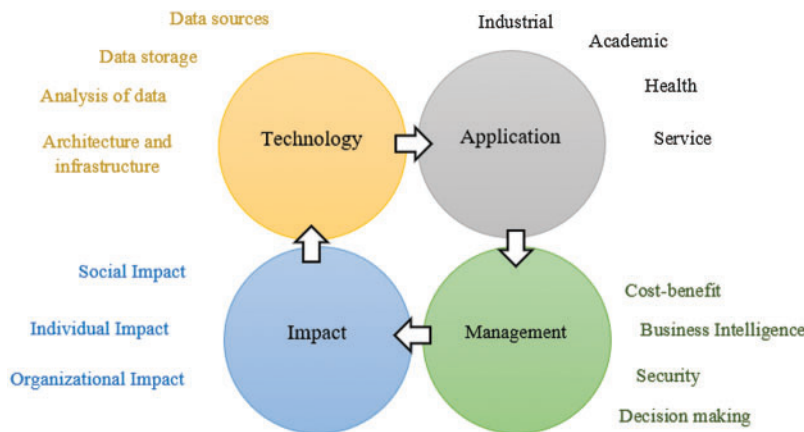 Data sources
Data storage
Analysis of data
Architecture and
infrastructure
Technology
Industrial
Academic
Health
Service
Application
Social Impact
Individual Impact
Organizational Impact
Impact
Management
Cost-benefit
Business Intelligence
Security
Decision making